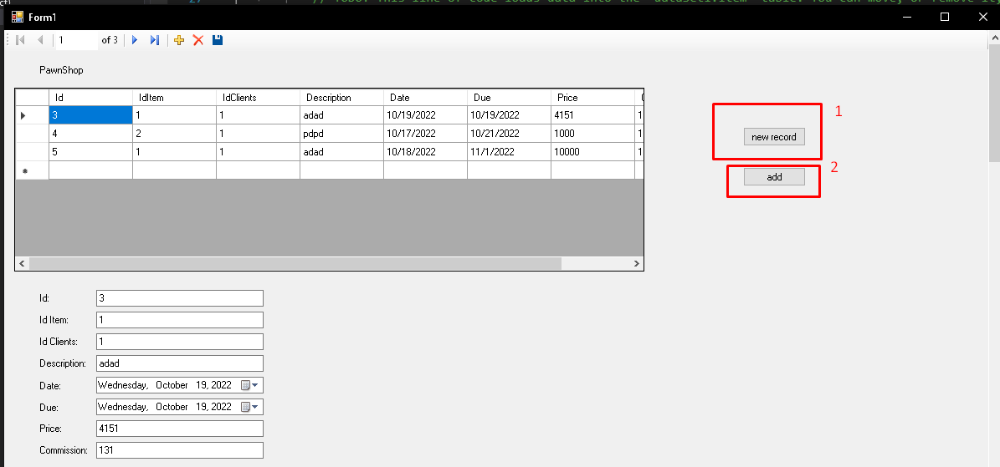 // TODO: This line of code loads data into the 'dataSet1.Item' table. You can move, or remove it,
Form1
1 of 3
PawnShop
Id IdItem IdClients Description Date Due Price
3 1 1 adad 10/19/2022 10/19/2022 4151 1
4 2 1 pdpd 10/17/2022 10/21/2022 1000 1
5 1 1 adad 10/18/2022 11/1/2022 10000 1
1
new record
2
add
Id: 3
Id Item: 1
Id Clients: 1
Description: adad
Date: Wednesday, October 19, 2022
Due: Wednesday, October 19, 2022
Price: 4151
Commission: 131